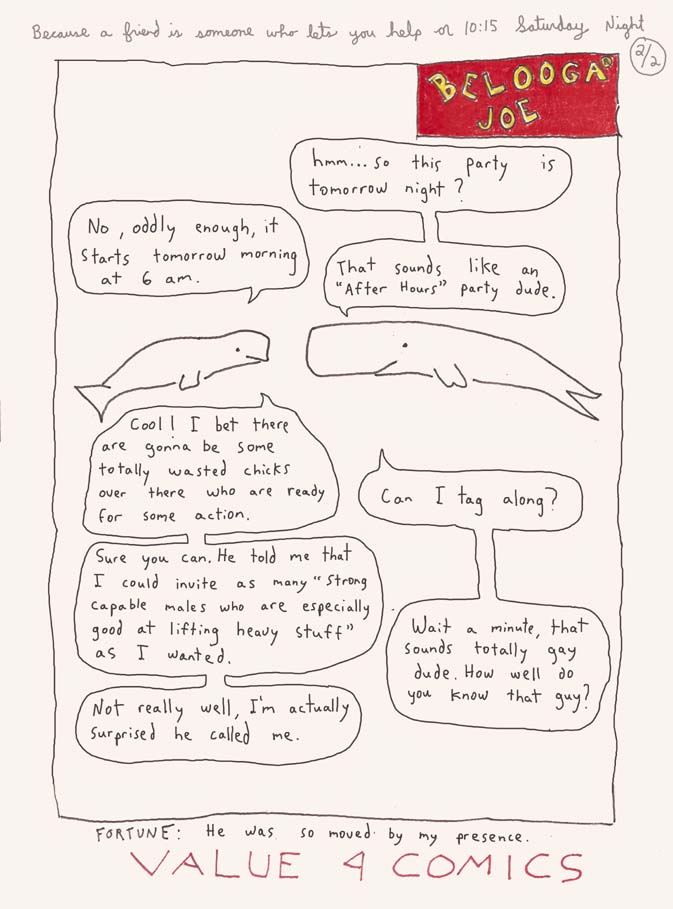 Because a friend is someone who lets you help on 10:15 Saturday Night
2/2
BELOOGA
JOE
hmm... so this party is
tomorrow night?
No, oddly enough, it
starts tomorrow morning
at 6 am.
That sounds like an
"After Hours" party dude.
Cool! I bet there
are gonna be some
totally wasted chicks
over there who are ready
for some action.
Can I tag along?
Sure you can. He told me that
I could invite as many "strong
capable males who are especially
good at lifting heavy stuff"
as I wanted.
Wait a minute, that
sounds totally gay
dude. How well do
you know that guy?
Not really well, I'm actually
surprised he called me.
FORTUNE: He was so moved by my presence.
VALUE 4 COMICS